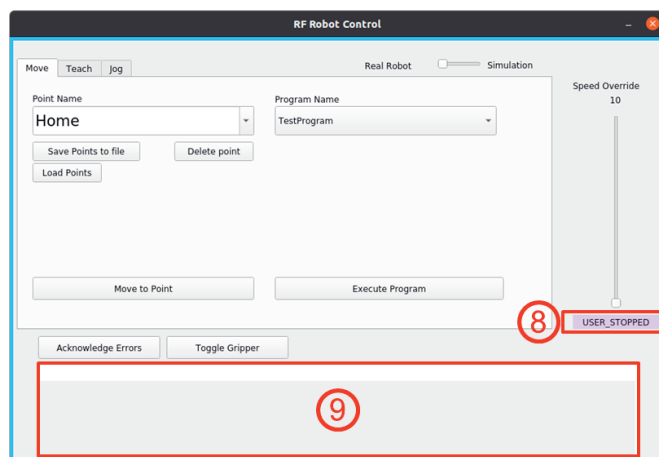 RF Robot Control
Move Teach Jog
Real Robot Simulation
Speed Override
10
Point Name
Home
Program Name
TestProgram
Save Points to file Delete point
Load Points
Move to Point Execute Program
8 USER_STOPPED
Acknowledge Errors Toggle Gripper
9